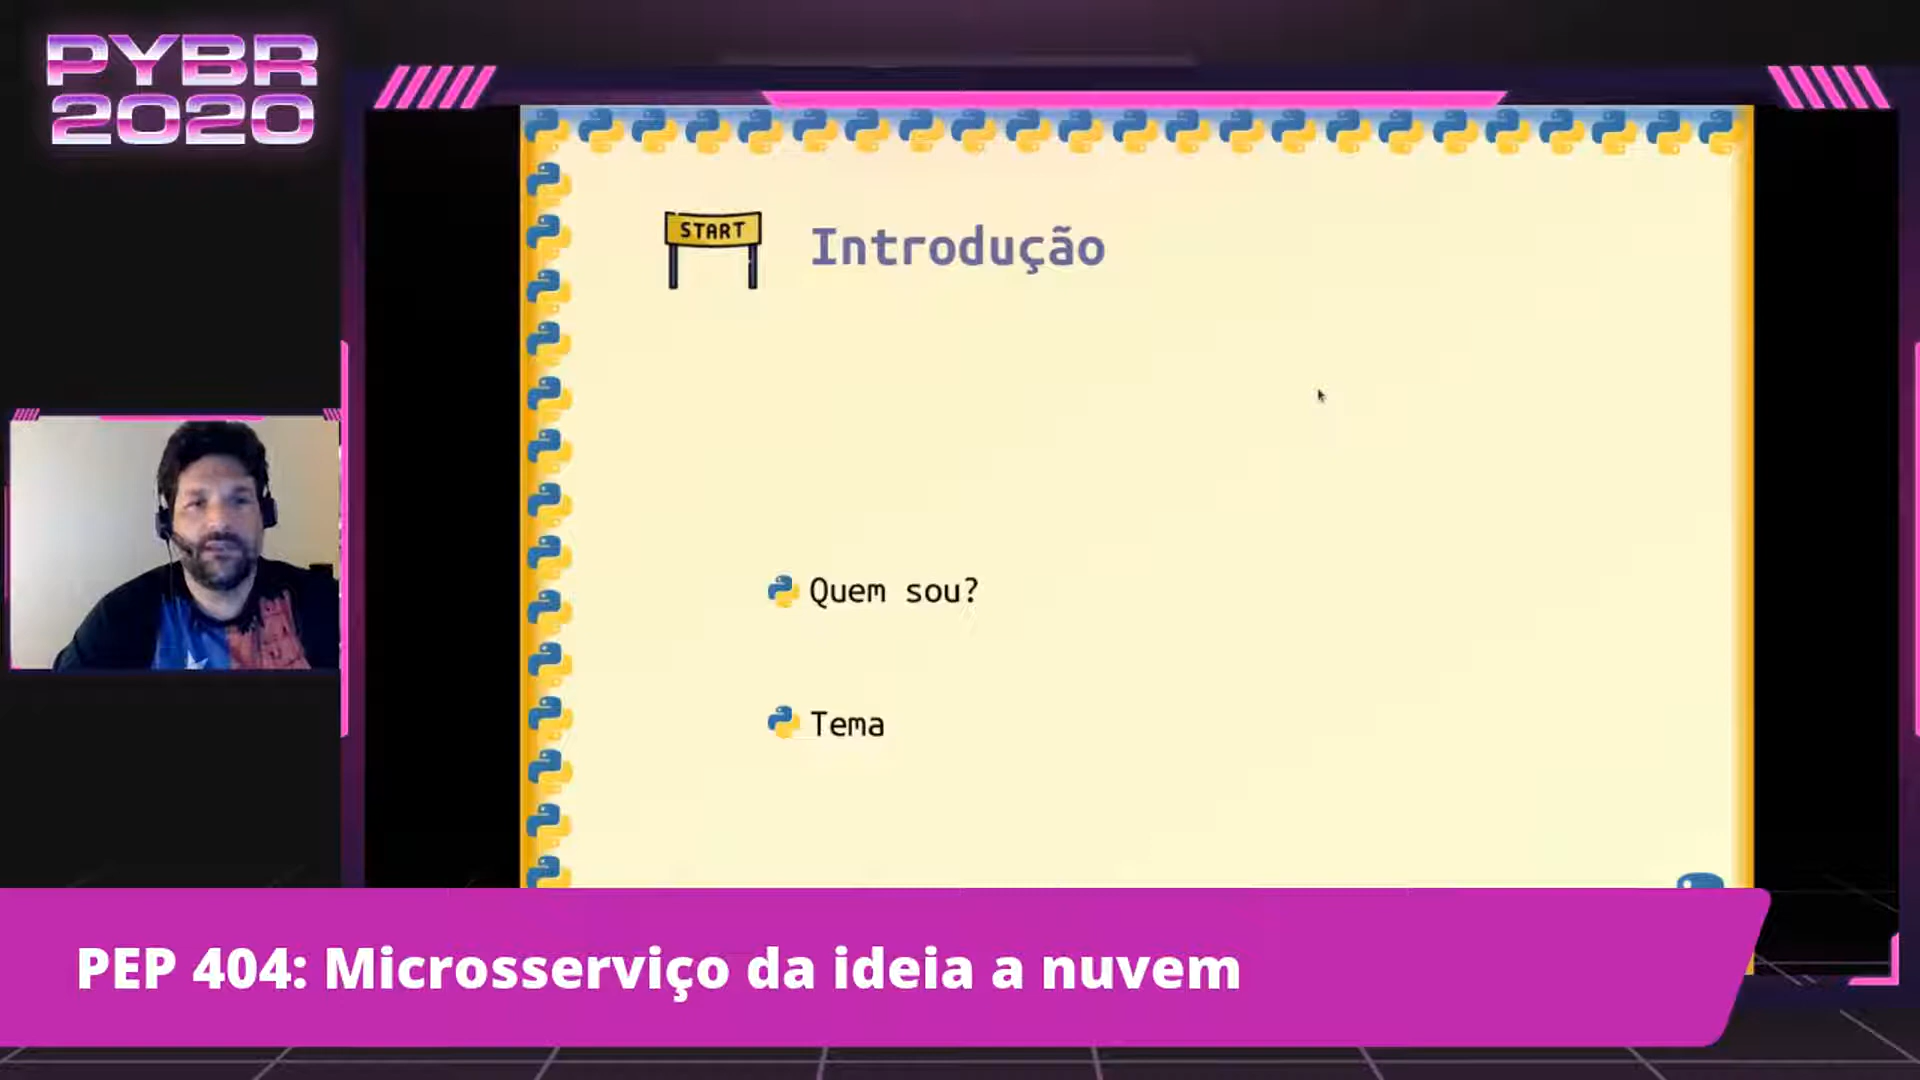 PYBR
2020
START
Introdução
Quem sou?
Tema
PEP 404: Microsserviço da ideia a nuvem